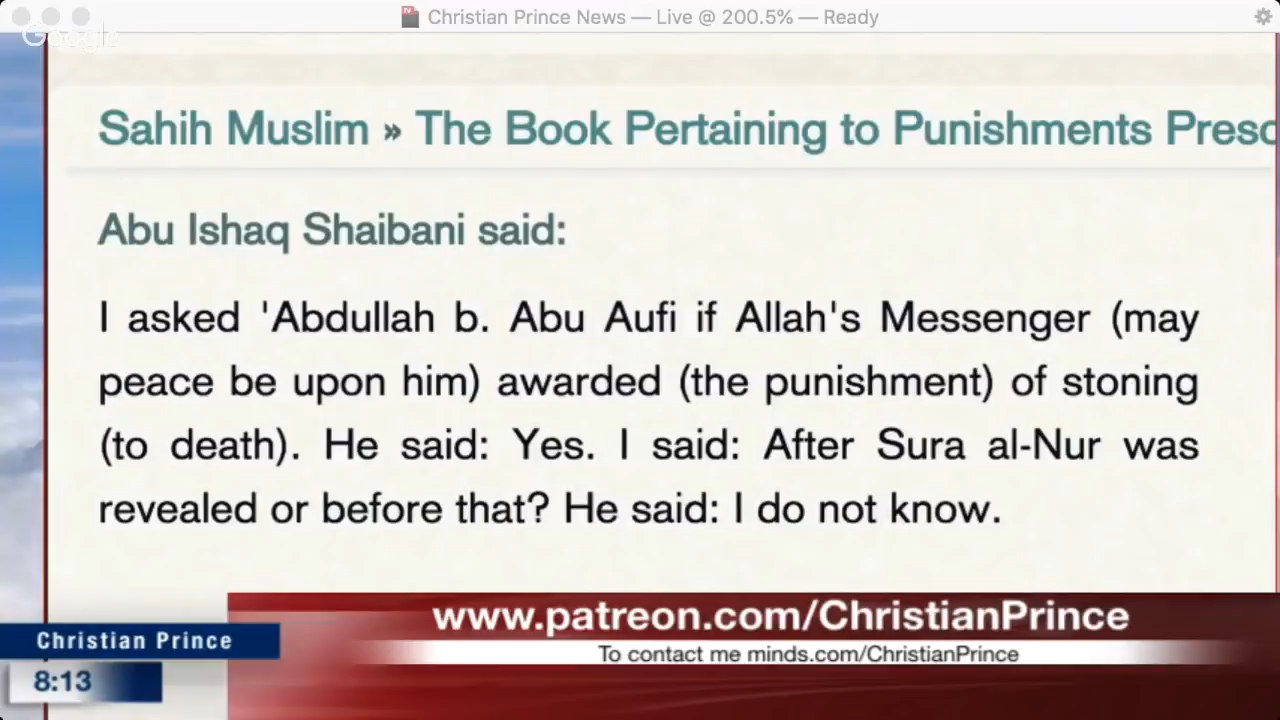 Christian Prince News — Live @ 200.5% — Ready
Google
Sahih Muslim » The Book Pertaining to Punishments Presc
Abu Ishaq Shaibani said:
I asked 'Abdullah b. Abu Aufi if Allah's Messenger (may
peace be upon him) awarded (the punishment) of stoning
(to death). He said: Yes. I said: After Sura al-Nur was
revealed or before that? He said: I do not know.
www.patreon.com/ChristianPrince
To contact me minds.com/ChristianPrince
Christian Prince
8:13